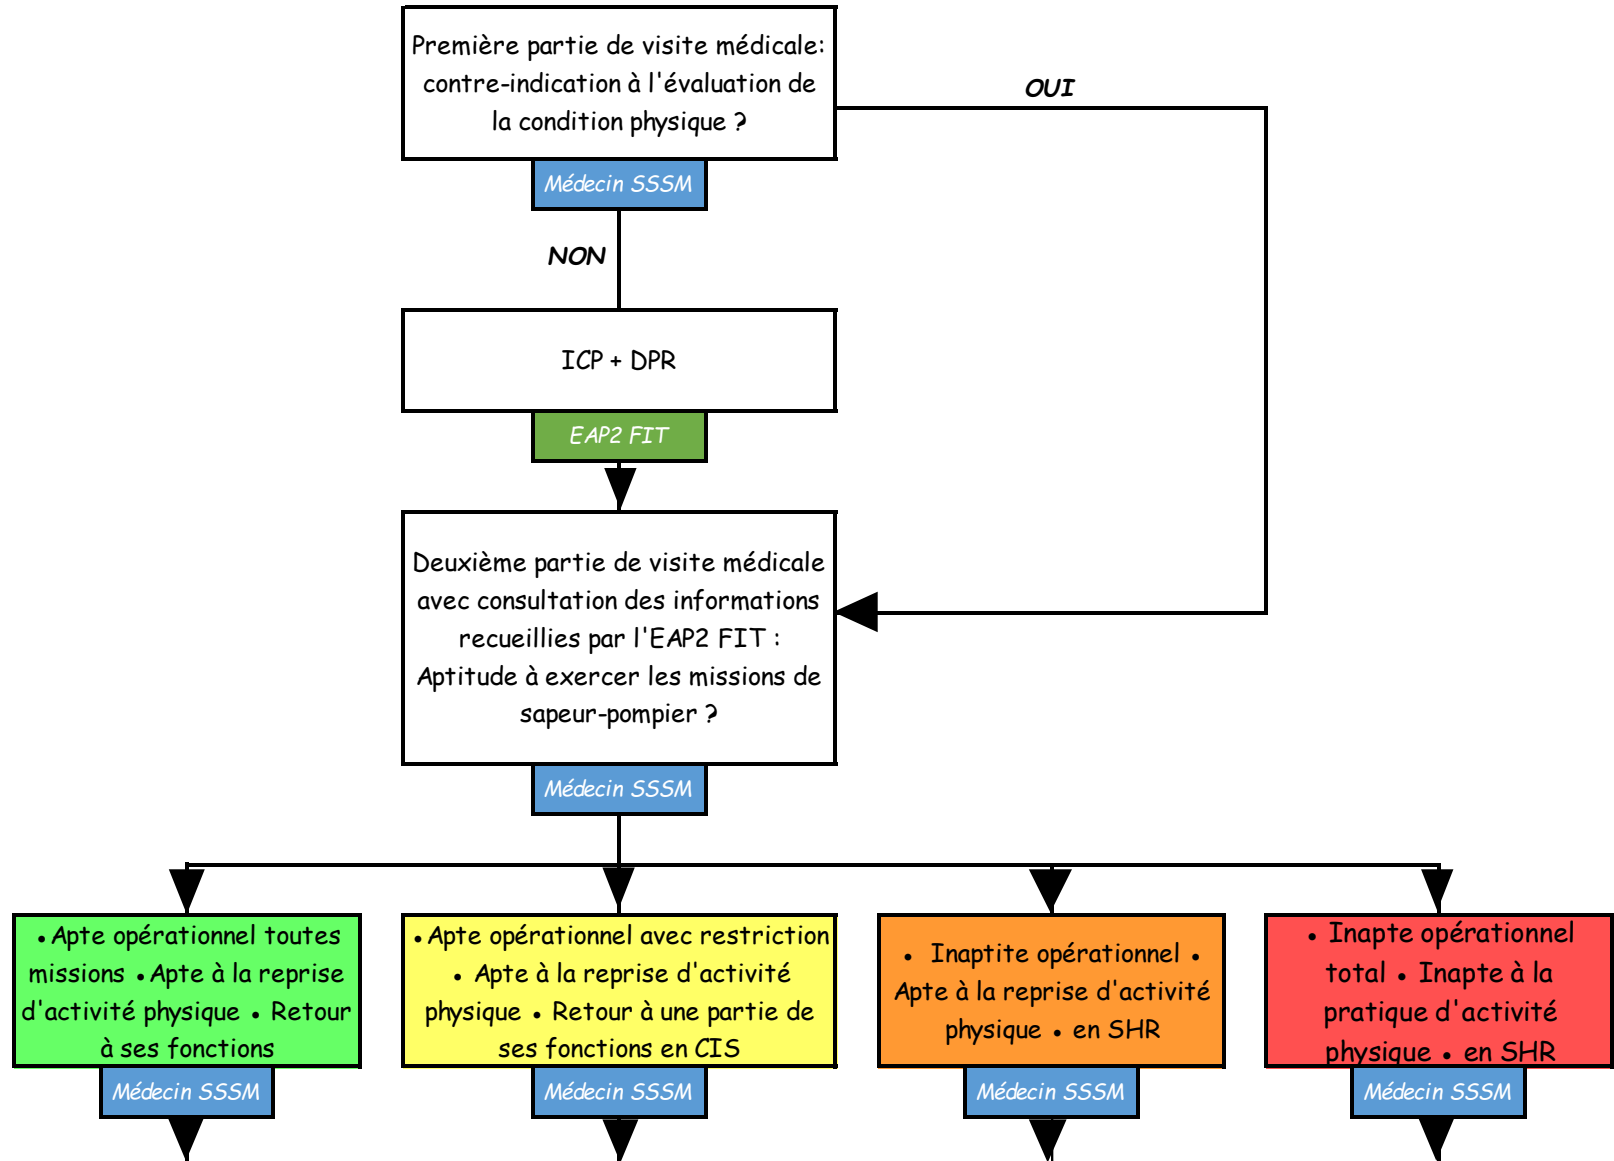 Première partie de visite médicale:
contre-indication à l'évaluation de
la condition physique ?
OUI
Médecin SSSM
NON
ICP + DPR
EAP2 FIT
Deuxième partie de visite médicale
avec consultation des informations
recueillies par l'EAP2 FIT :
Aptitude à exercer les missions de
sapeur-pompier ?
Médecin SSSM
• Apte opérationnel toutes
missions • Apte à la reprise
d'activité physique • Retour
à ses fonctions
Médecin SSSM
• Apte opérationnel avec restriction
• Apte à la reprise d'activité
physique • Retour à une partie de
ses fonctions en CIS
Médecin SSSM
• Inaptite opérationnel •
Apte à la reprise d'activité
physique • en SHR
Médecin SSSM
• Inapte opérationnel
total • Inapte à la
pratique d'activité
physique • en SHR
Médecin SSSM